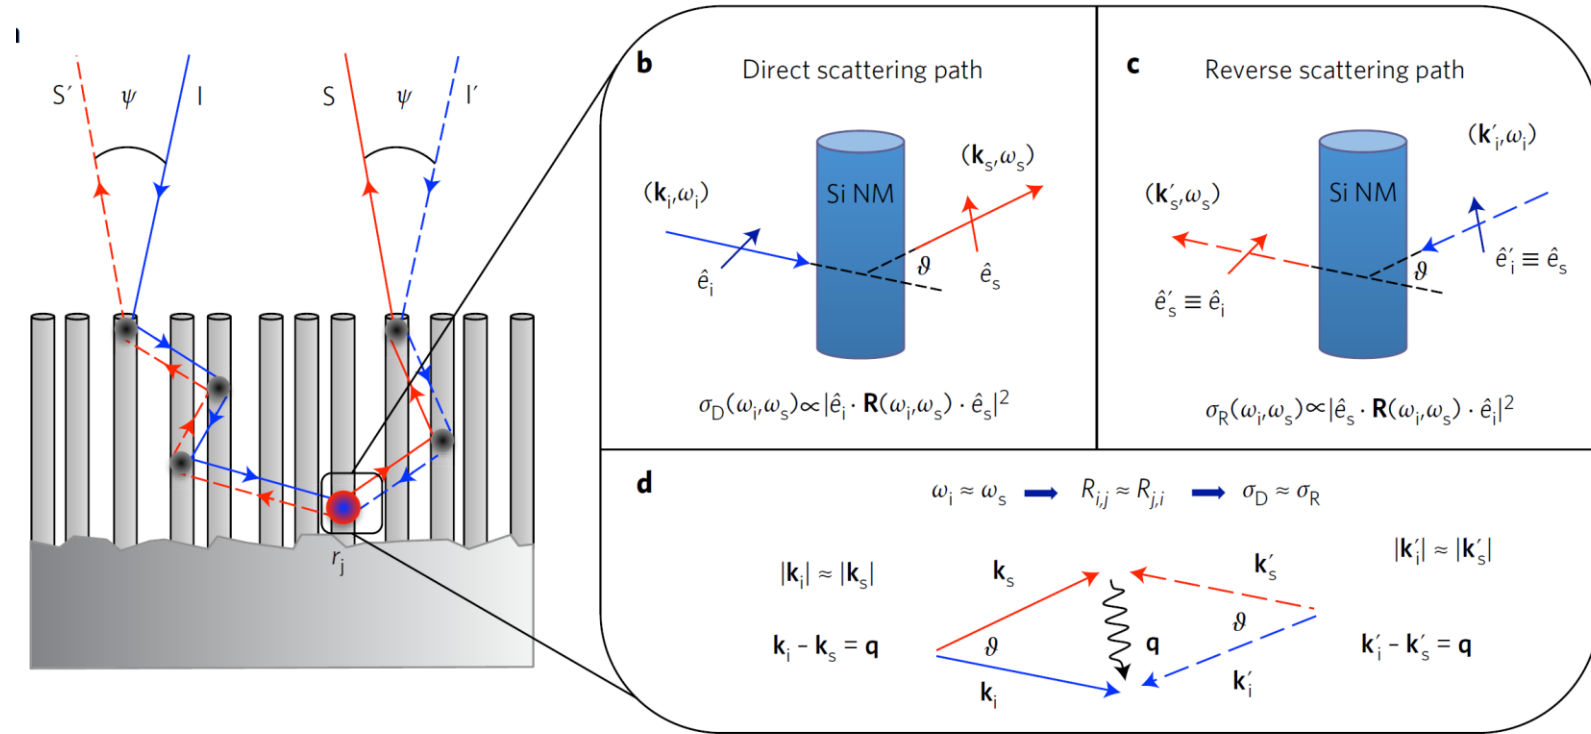 S′ ψ I
S ψ I′
r_j
b
Direct scattering path
(k_i,ω_i)
Si NM
(k_s,ω_s)
ê_i
ϑ
ê_s
σ_D(ω_i,ω_s)∝|ê_i · R(ω_i,ω_s) · ê_s|²
c
Reverse scattering path
(k′_s,ω_s)
Si NM
(k′_i,ω_i)
ê′_s ≡ ê_i
ϑ
ê′_i ≡ ê_s
σ_R(ω_i,ω_s)∝|ê_s · R(ω_i,ω_s) · ê_i|²
d
ω_i ≈ ω_s ➡ R_i,j ≈ R_j,i ➡ σ_D ≈ σ_R
|k_i| ≈ |k_s|
k_i – k_s = q
k_s
ϑ
k_i
q
k′_s
ϑ
k′_i
|k′_i| ≈ |k′_s|
k′_i – k′_s = q